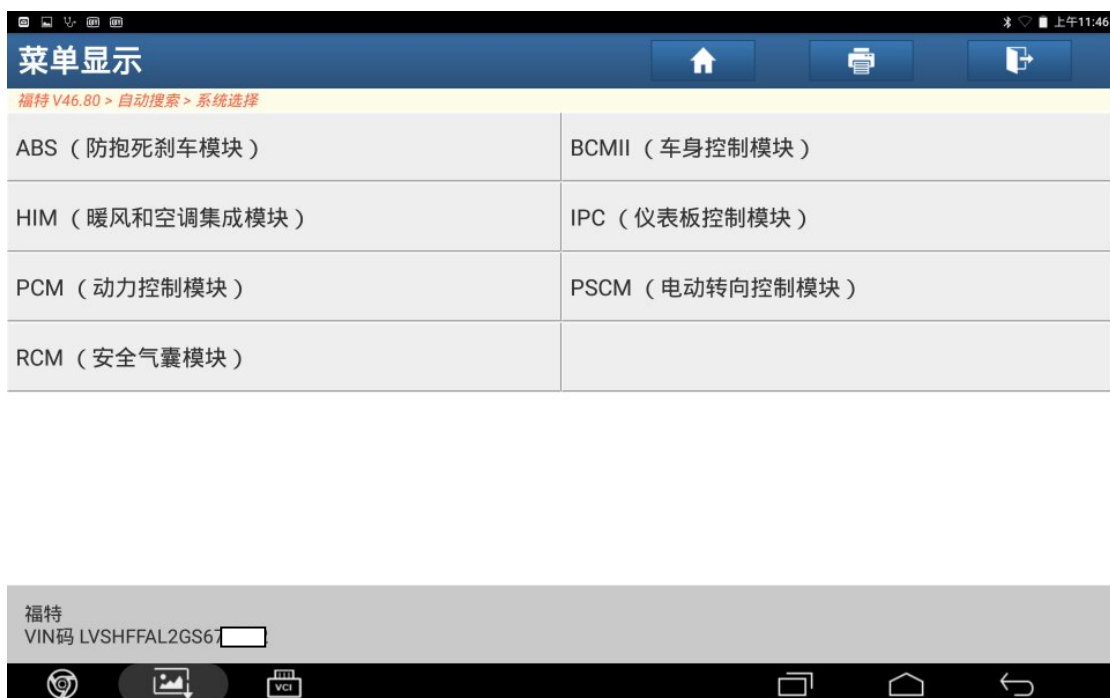 上午11:46
菜单显示
福特 V46.80 > 自动搜索 > 系统选择
ABS （防抱死刹车模块）
BCMII （车身控制模块）
HIM （暖风和空调集成模块）
IPC （仪表板控制模块）
PCM （动力控制模块）
PSCM （电动转向控制模块）
RCM （安全气囊模块）
福特
VIN码 LVSHFFAL2GS67
VCI